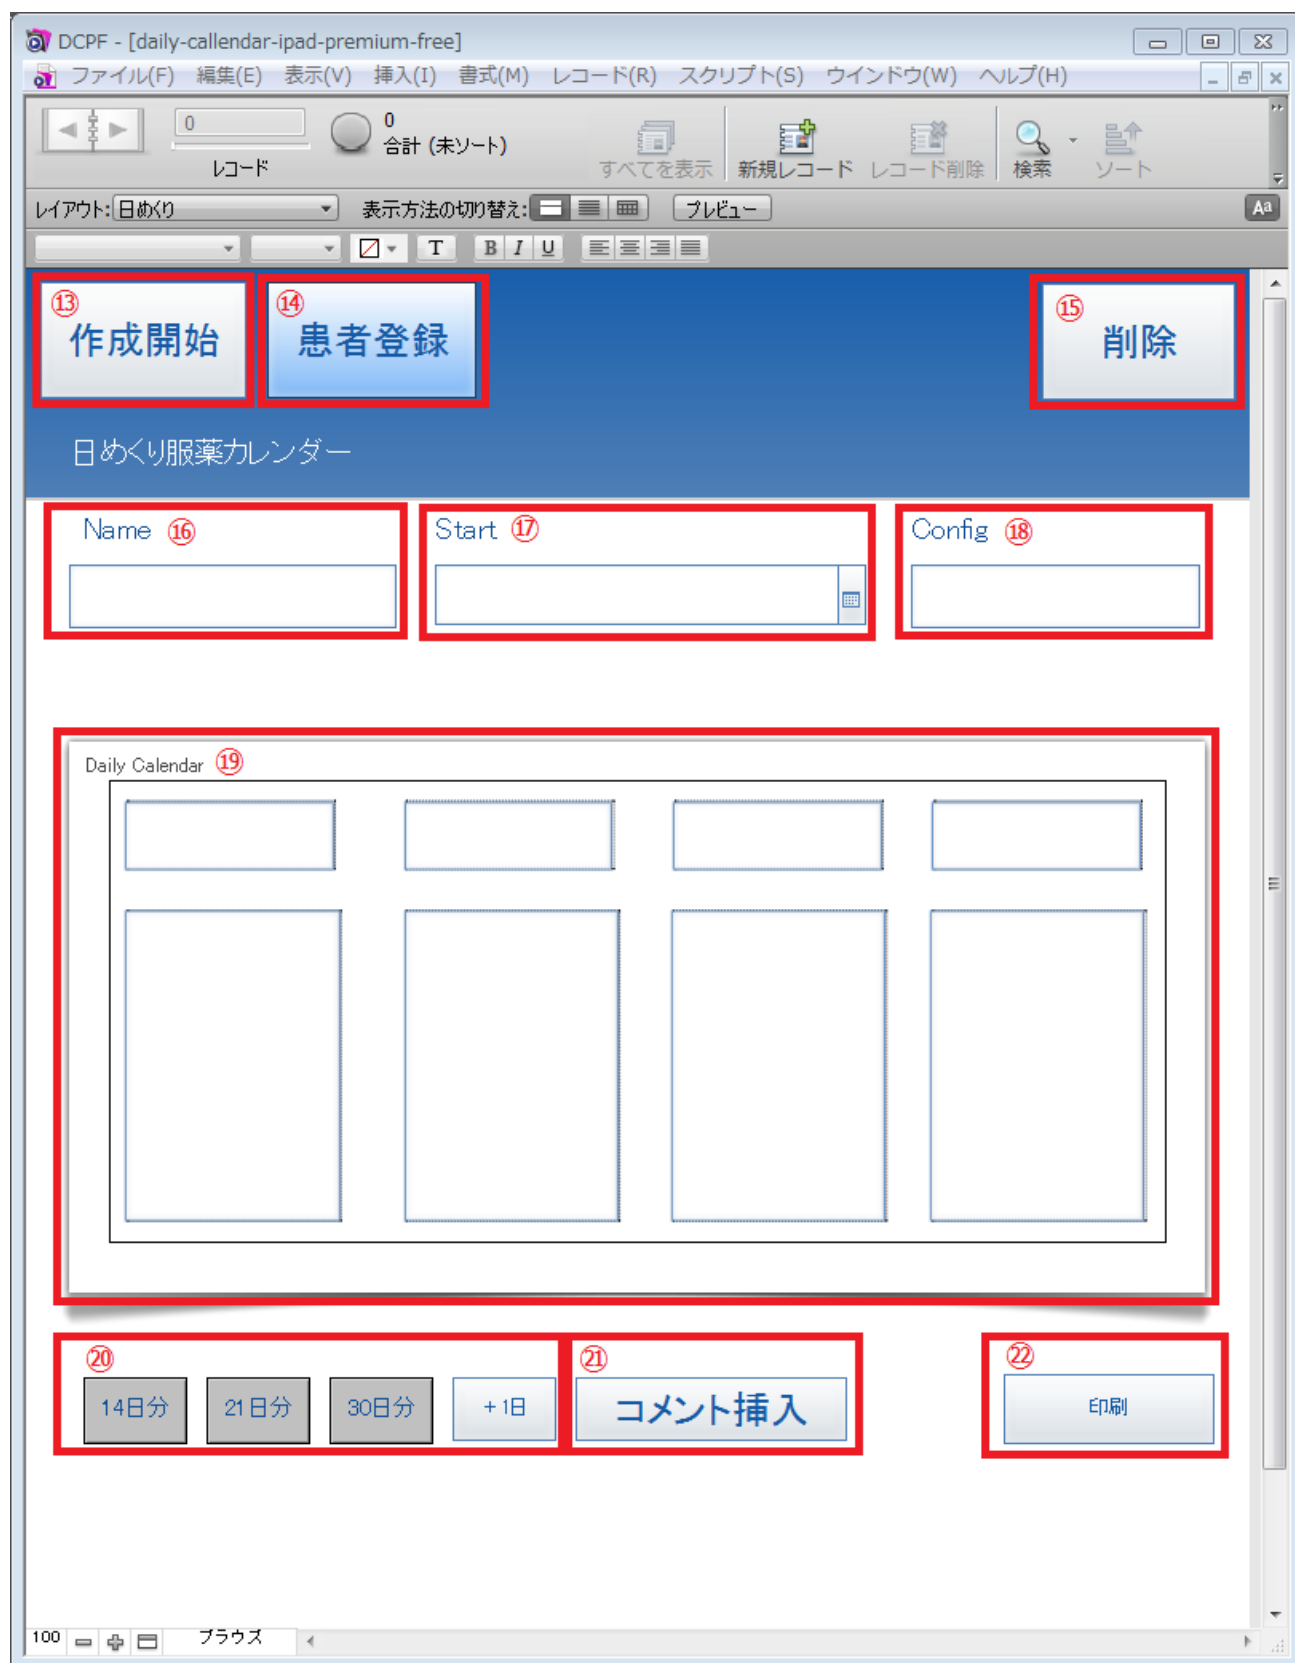 DCPF - [daily-callendar-ipad-premium-free]
ファイル(F) 編集(E) 表示(V) 挿入(I) 書式(M) レコード(R) スクリプト(S) ウインドウ(W) ヘルプ(H)
0
0
合計 (未ソート)
レコード
すべてを表示 新規レコード レコード削除 検索 ソート
レイアウト: 日めくり 表示方法の切り替え: プレビュー Aa
T B I U
⑬ 作成開始
⑭ 患者登録
⑮ 削除
日めくり服薬カレンダー
Name ⑯ Start ⑰ Config ⑱
Daily Calendar ⑲
⑳ ㉑ ㉒
14日分 21日分 30日分 +1日 コメント挿入 印刷
100 ブラウズ